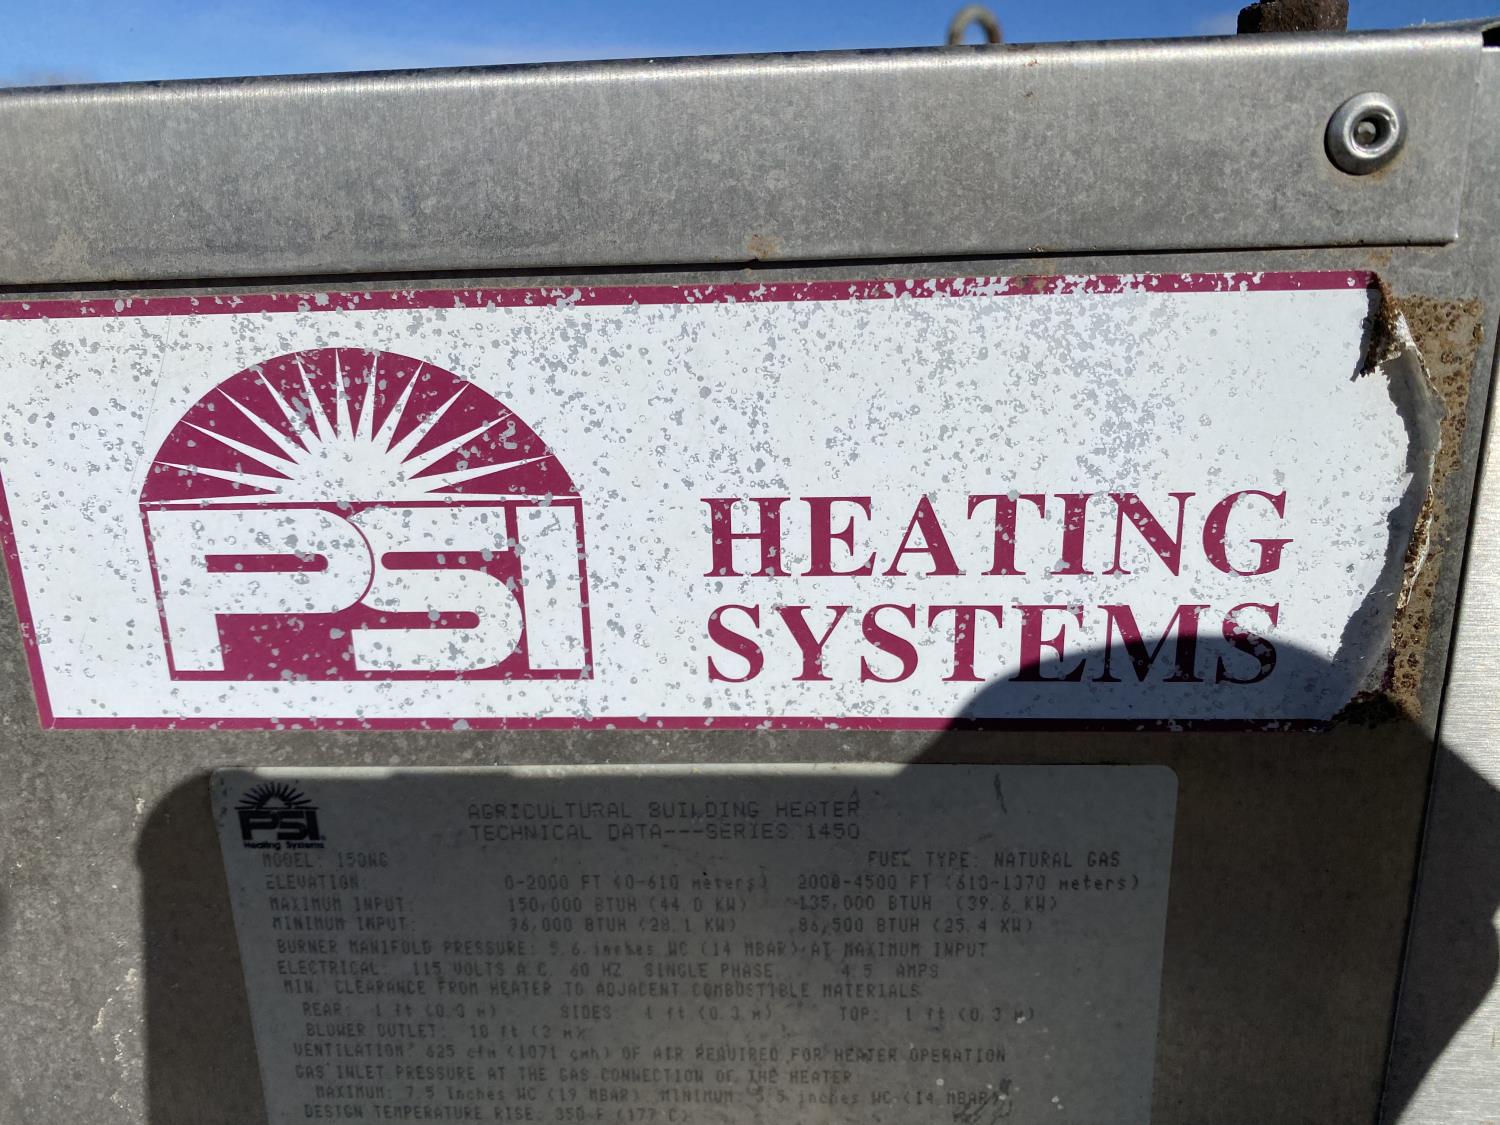 PSI
HEATING
SYSTEMS
PSI
Heating Systems
AGRICULTURAL BUILDING HEATER
TECHNICAL DATA---SERIES 1450
MODEL: 150NG FUEL TYPE: NATURAL GAS
ELEVATION: 0-2000 FT (0-610 meters) 2000-4500 FT (610-1370 meters)
MAXIMUM INPUT: 150,000 BTUH (44.0 KW) 135,000 BTUH (39.6 KW)
MINIMUM INPUT: 96,000 BTUH (28.1 KW) 86,500 BTUH (25.4 KW)
BURNER MANIFOLD PRESSURE: 5.6 inches WC (14 MBAR) AT MAXIMUM INPUT
ELECTRICAL: 115 VOLTS A.C. 60 HZ SINGLE PHASE 4.5 AMPS
MIN. CLEARANCE FROM HEATER TO ADJACENT COMBUSTIBLE MATERIALS
REAR: 1 ft (0.3 M) SIDES: 1 ft (0.3 M) TOP: 1 ft (0.3 M)
BLOWER OUTLET: 10 ft (3 M)
VENTILATION: 625 cfm (1071 cmh) OF AIR REQUIRED FOR HEATER OPERATION
GAS INLET PRESSURE AT THE GAS CONNECTION OF THE HEATER
MAXIMUM: 7.5 inches WC (19 MBAR) MINIMUM: 5.5 inches WC (14 MBAR)
DESIGN TEMPERATURE RISE: 350 F (177 C)